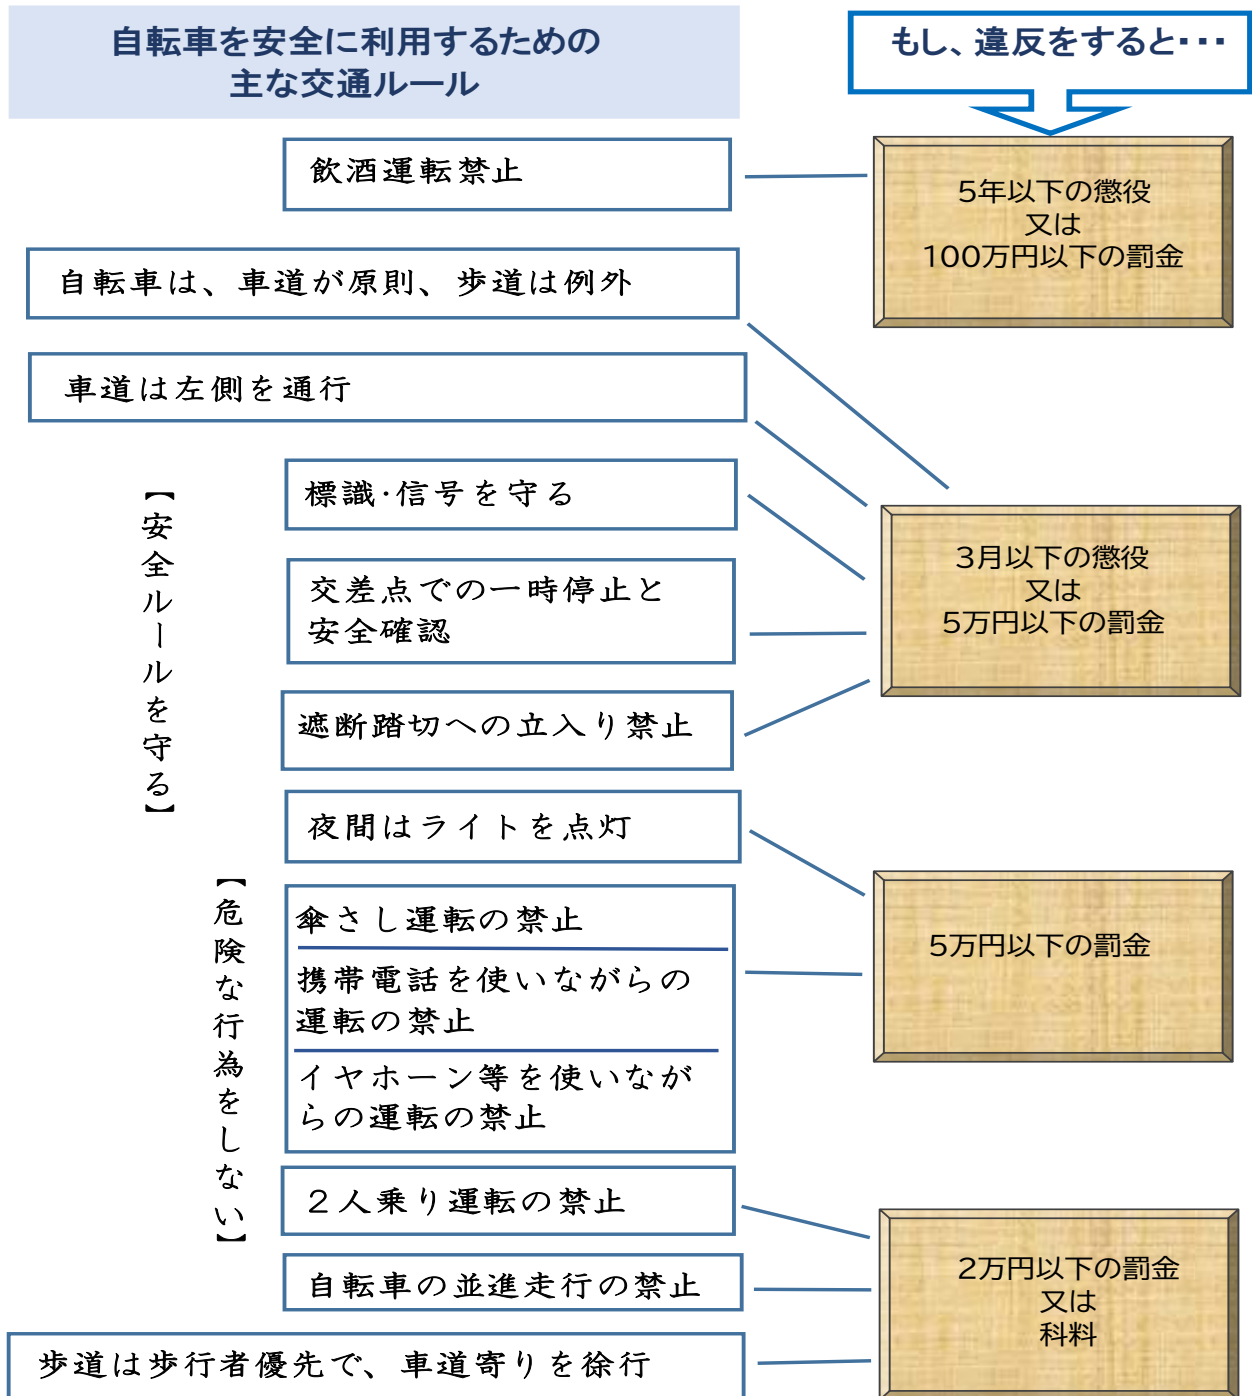 自転車を安全に利用するための
主な交通ルール
もし、違反をすると・・・
飲酒運転禁止
5年以下の懲役
又は
100万円以下の罰金
自転車は、車道が原則、歩道は例外
車道は左側を通行
標識・信号を守る
交差点での一時停止と
安全確認
遮断踏切への立入り禁止
3月以下の懲役
又は
5万円以下の罰金
【安全ルールを守る】
夜間はライトを点灯
傘さし運転の禁止
携帯電話を使いながらの
運転の禁止
イヤホーン等を使いなが
らの運転の禁止
5万円以下の罰金
【危険な行為をしない】
２人乗り運転の禁止
自転車の並進走行の禁止
歩道は歩行者優先で、車道寄りを徐行
2万円以下の罰金
又は
科料